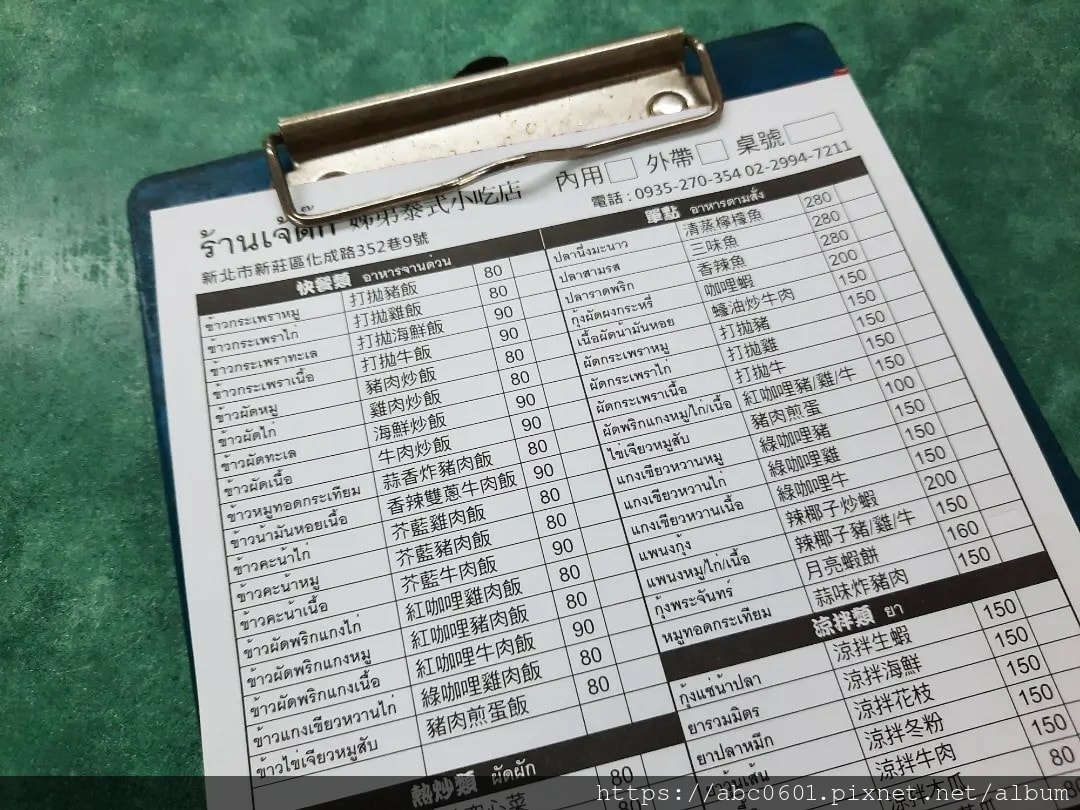 內用 外帶 桌號
ร้านเจ๊ติ๊ก 姊弟泰式小吃店
電話：0935-270-354 02-2994-7211
新北市新莊區化成路352巷9號
快餐類 อาหารจานด่วน
ข้าวกระเพราหมู 打拋豬飯 80
ข้าวกระเพราไก่ 打拋雞飯 80
ข้าวกระเพราทะเล 打拋海鮮飯 90
ข้าวกระเพราเนื้อ 打拋牛飯 90
ข้าวผัดหมู 豬肉炒飯 80
ข้าวผัดไก่ 雞肉炒飯 80
ข้าวผัดทะเล 海鮮炒飯 90
ข้าวผัดเนื้อ 牛肉炒飯 90
ข้าวหมูทอดกระเทียม 蒜香炸豬肉飯 80
ข้าวน้ำมันหอยเนื้อ 香辣雙蔥牛肉飯 90
ข้าวคะน้าไก่ 芥藍雞肉飯 80
ข้าวคะน้าหมู 芥藍豬肉飯 80
ข้าวคะน้าเนื้อ 芥藍牛肉飯 90
ข้าวผัดพริกแกงไก่ 紅咖哩雞肉飯 80
ข้าวผัดพริกแกงหมู 紅咖哩豬肉飯 80
ข้าวผัดพริกแกงเนื้อ 紅咖哩牛肉飯 90
ข้าวแกงเขียวหวานไก่ 綠咖哩雞肉飯 80
ข้าวไข่เจียวหมูสับ 豬肉煎蛋飯 80
熱炒類 ผัดผัก
80
單點 อาหารตามสั่ง
ปลานึ่งมะนาว 清蒸檸檬魚 280
ปลาสามรส 三味魚 280
ปลาราดพริก 香辣魚 280
กุ้งผัดผงกระหรี่ 咖哩蝦 200
เนื้อผัดน้ำมันหอย 蠔油炒牛肉 150
ผัดกระเพราหมู 打拋豬 150
ผัดกระเพราไก่ 打拋雞 150
ผัดกระเพราเนื้อ 打拋牛 150
ผัดพริกแกงหมู/ไก่/เนื้อ 紅咖哩豬/雞/牛 150
ไข่เจียวหมูสับ 豬肉煎蛋 100
แกงเขียวหวานหมู 綠咖哩豬 150
แกงเขียวหวานไก่ 綠咖哩雞 150
แกงเขียวหวานเนื้อ 綠咖哩牛 150
แพนงกุ้ง 辣椰子炒蝦 200
แพนงหมู/ไก่/เนื้อ 辣椰子豬/雞/牛 150
กุ้งพระจันทร์ 月亮蝦餅 160
หมูทอดกระเทียม 蒜味炸豬肉 150
涼拌類 ยำ
กุ้งแช่น้ำปลา 涼拌生蝦 150
ยำรวมมิตร 涼拌海鮮 150
ยำปลาหมึก 涼拌花枝 150
涼拌冬粉 150
涼拌牛肉 150
80
https://abc0601.pixnet.net/album